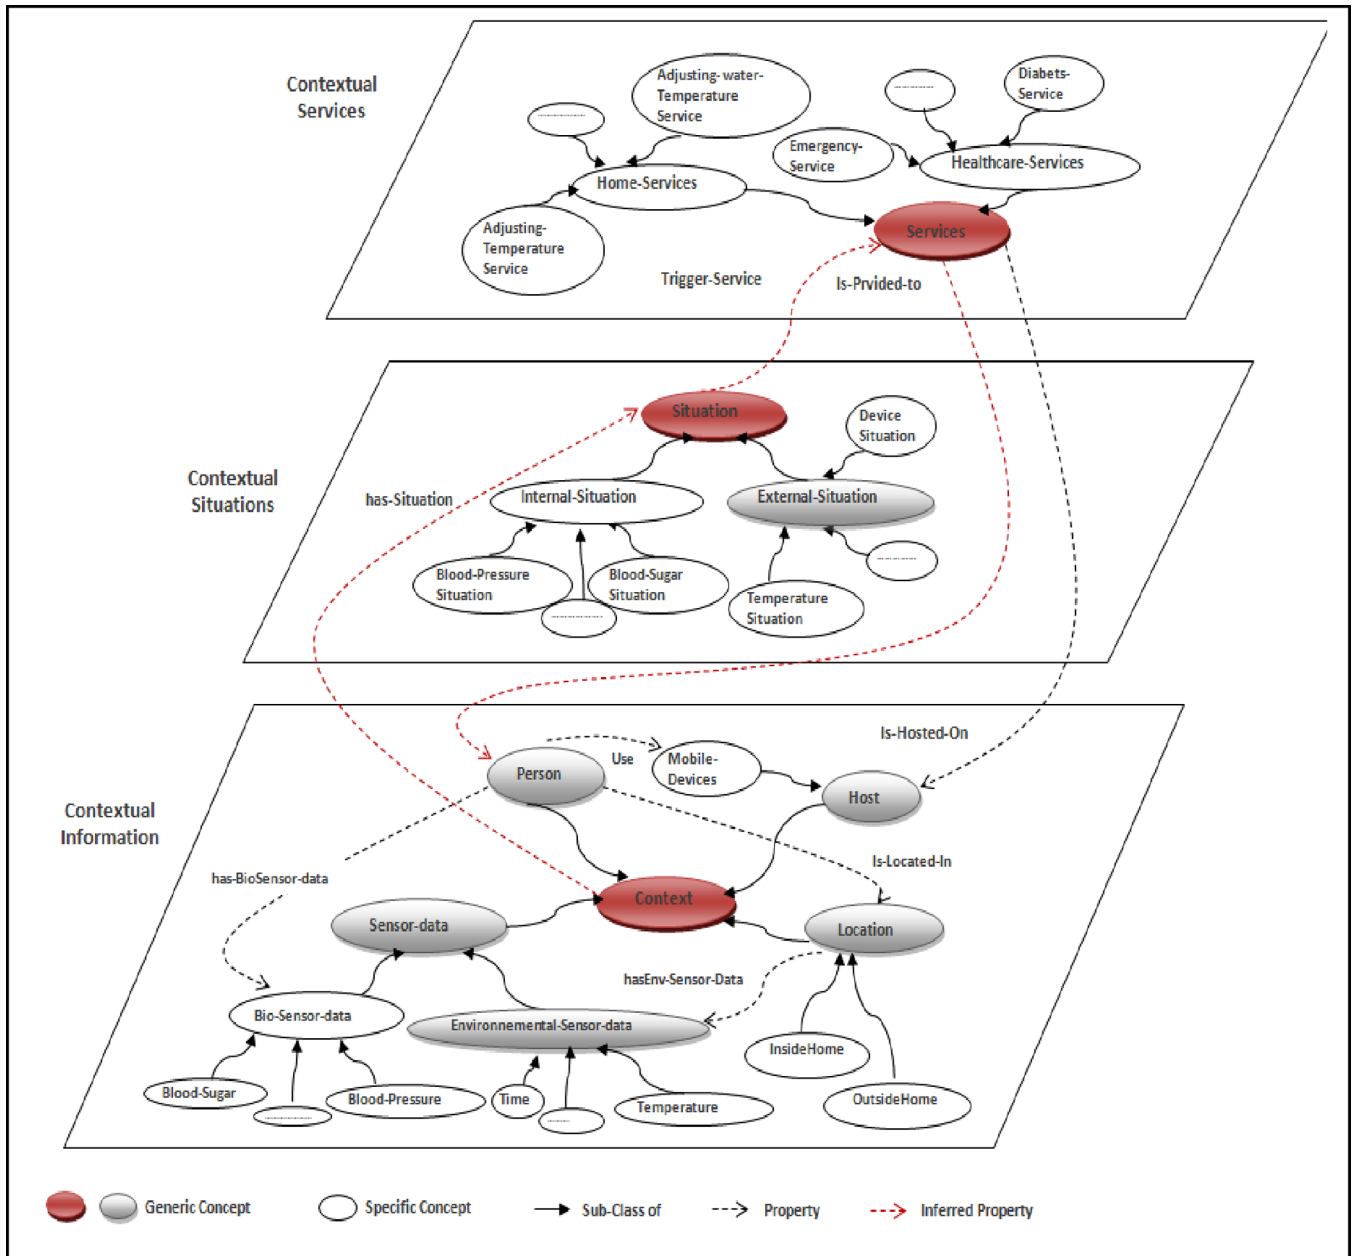 Contextual
Services
Adjusting-water-
Temperature
Service
Diabets-
Service
Emergency-
Service
Healthcare-Services
Home-Services
Adjusting-
Temperature
Service
Services
Trigger-Service
Is-Prvided-to
Contextual
Situations
Situation
Device
Situation
has-Situation
Internal-Situation
External-Situation
Blood-Pressure
Situation
Blood-Sugar
Situation
Temperature
Situation
Contextual
Information
Is-Hosted-On
Person
Use
Mobile-
Devices
Host
has-BioSensor-data
Is-Located-In
Context
Sensor-data
Location
hasEnv-Sensor-Data
Bio-Sensor-data
Environnemental-Sensor-data
InsideHome
Blood-Sugar
Blood-Pressure
Time
Temperature
OutsideHome
Generic Concept
Specific Concept
Sub-Class of
Property
Inferred Property